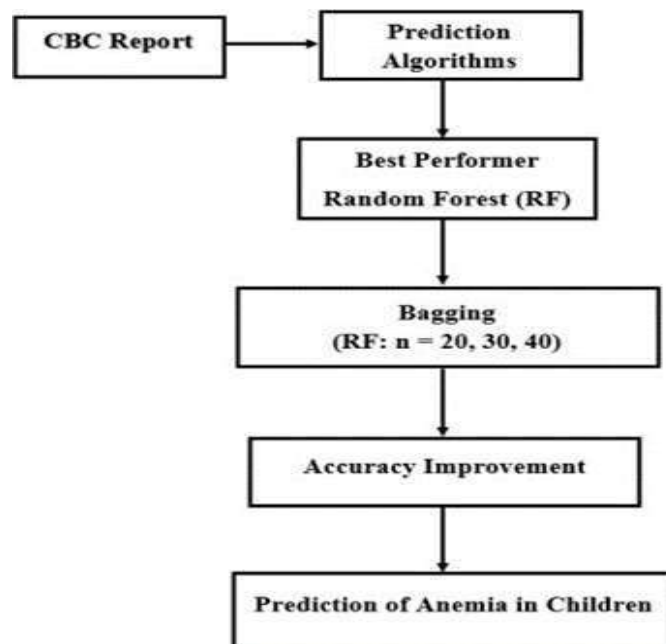 CBC Report
Prediction
Algorithms
Best Performer
Random Forest (RF)
Bagging
(RF: n = 20, 30, 40)
Accuracy Improvement
Prediction of Anemia in Children